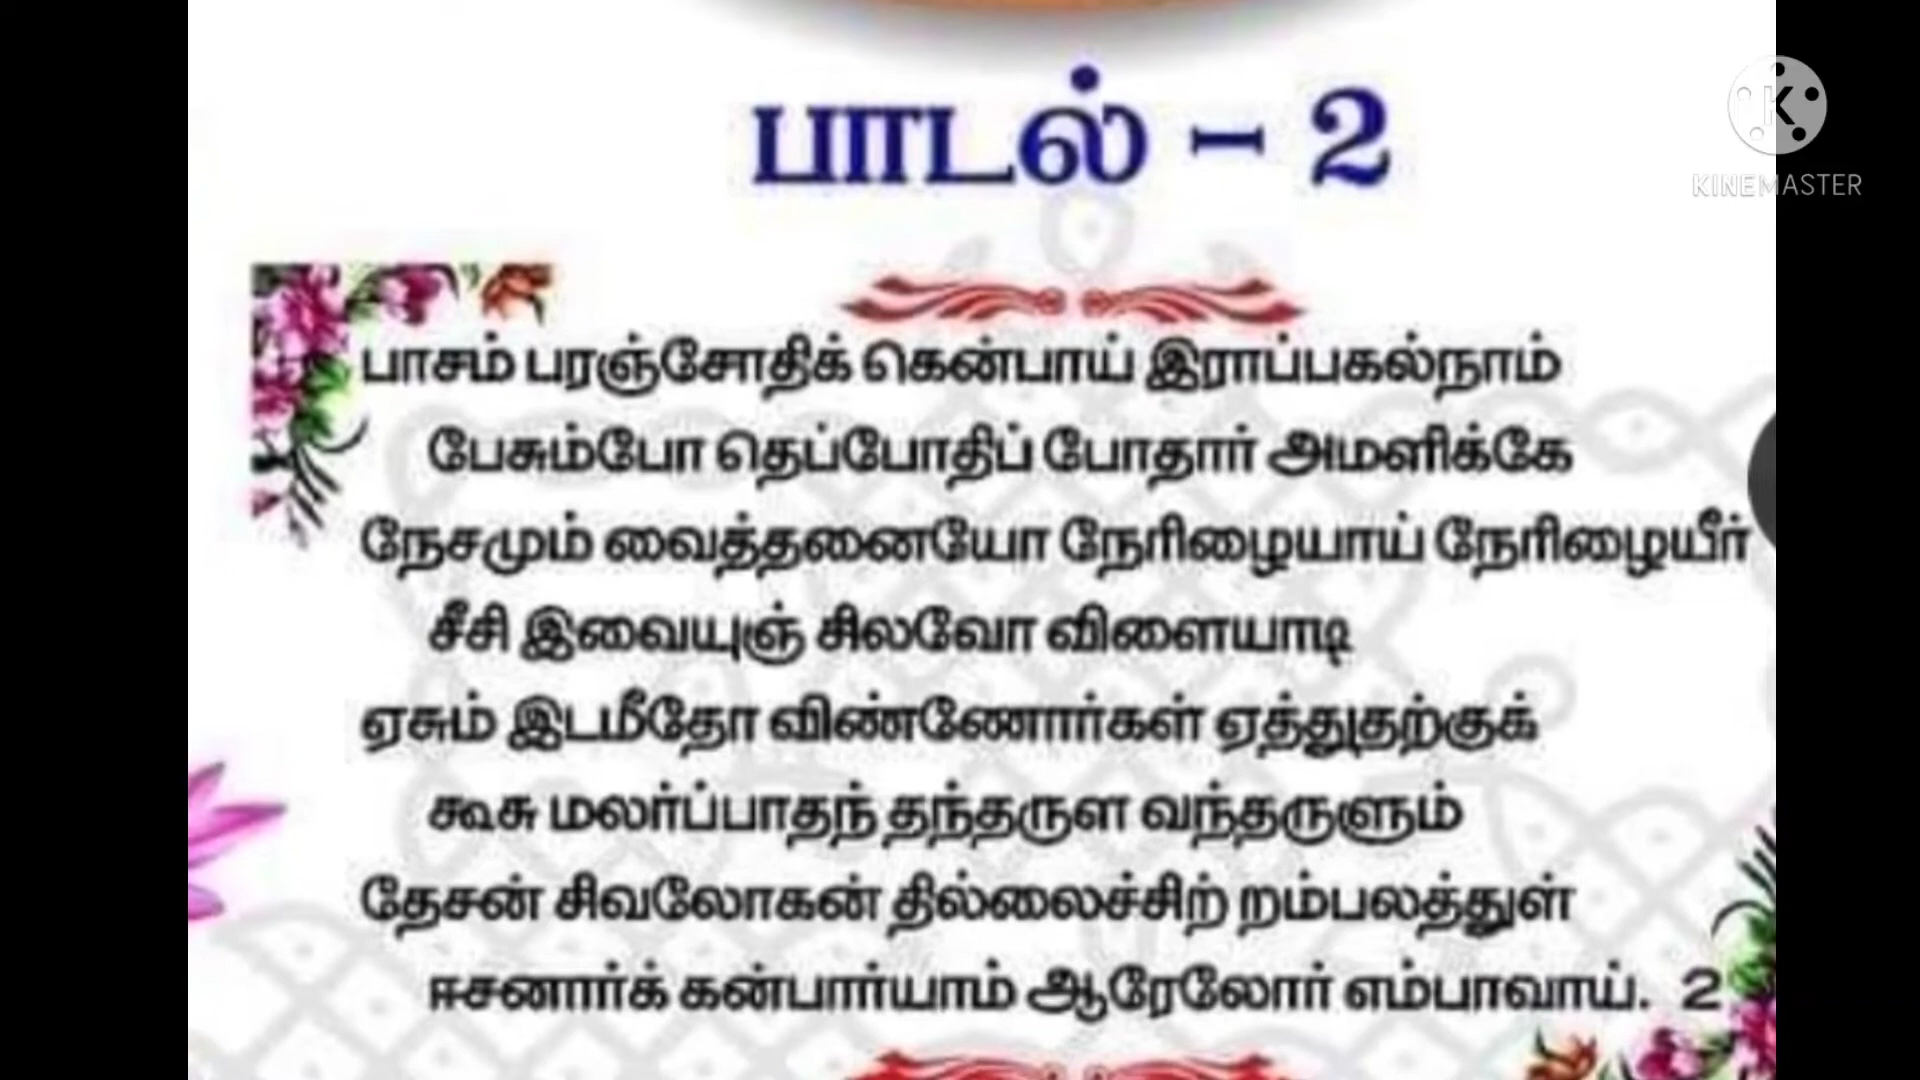 பாடல் - 2
KINEMASTER
பாசம் பரஞ்சோதிக் கென்பாய் இராப்பகல்நாம்
பேசும்போ தெப்போதிப் போதார் அமளிக்கே
நேசமும் வைத்தனையோ நேரிழையாய் நேரிழையீர்
சீசி இவையுஞ் சிலவோ விளையாடி
ஏசும் இடமீதோ விண்ணோர்கள் ஏத்துதற்குக்
கூசு மலர்ப்பாதந் தந்தருள வந்தருளும்
தேசன் சிவலோகன் தில்லைச்சிற் றம்பலத்துள்
ஈசனார்க் கன்பார்யாம் ஆரேலோர் எம்பாவாய். 2